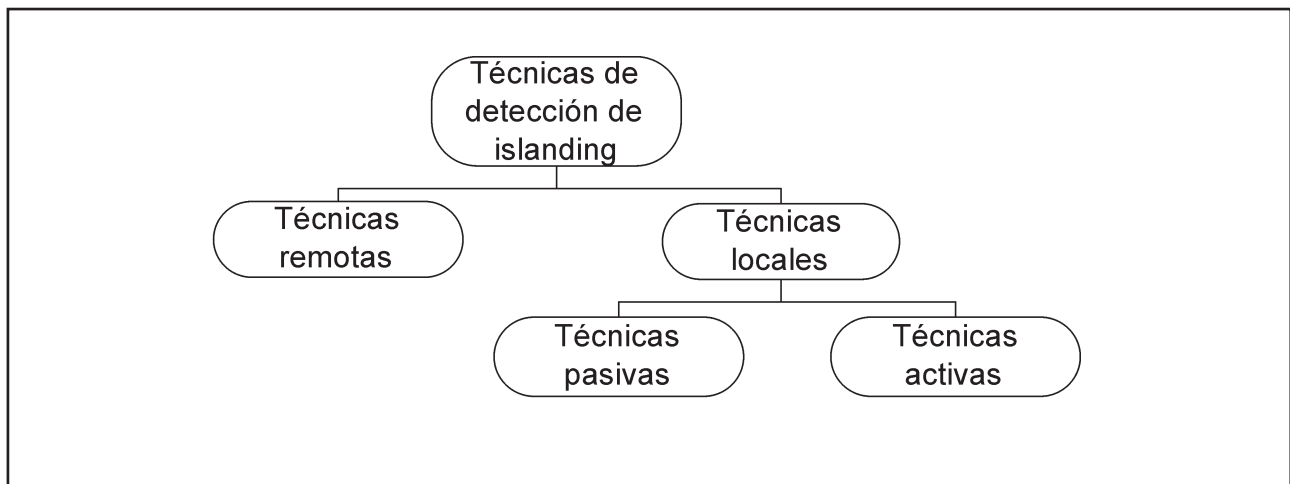 Técnicas de
detección de
islanding
Técnicas
remotas
Técnicas
locales
Técnicas
pasivas
Técnicas
activas